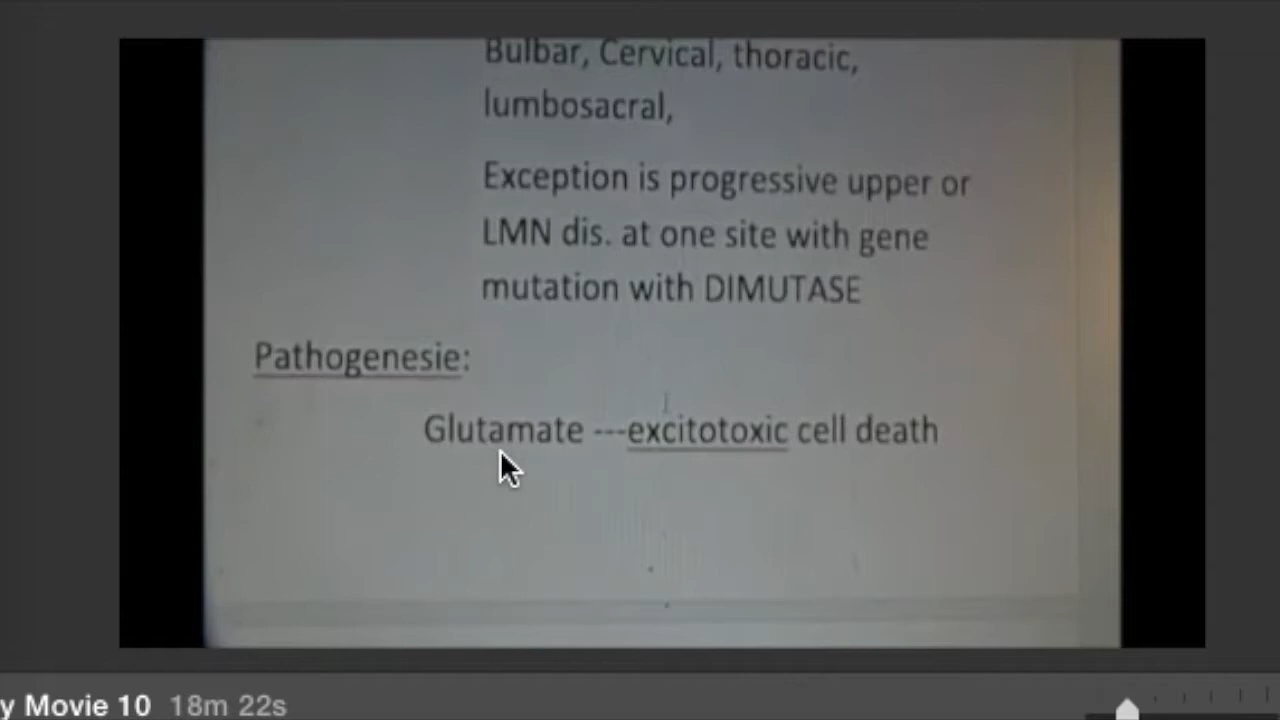 Bulbar, Cervical, thoracic,
lumbosacral,
Exception is progressive upper or
LMN dis. at one site with gene
mutation with DIMUTASE
Pathogenesie:
Glutamate ---excitotoxic cell death
y Movie 10 18m 22s